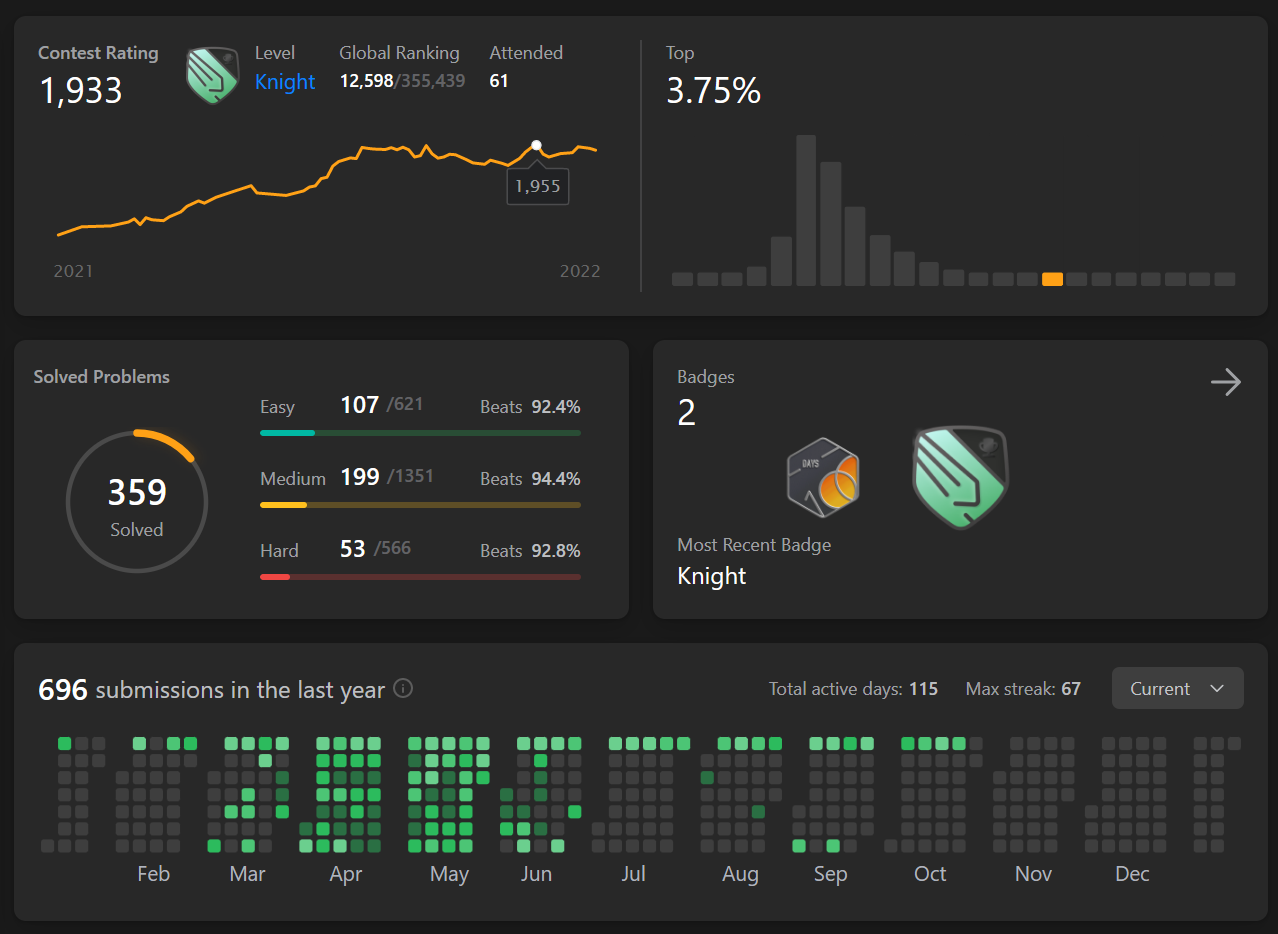 Contest Rating
1,933
Level
Knight
Global Ranking
12,598/355,439
Attended
61
1,955
2021 2022
Top
3.75%
Solved Problems
359
Solved
Easy 107 /621 Beats 92.4%
Medium 199 /1351 Beats 94.4%
Hard 53 /566 Beats 92.8%
Badges
2
DAYS
Most Recent Badge
Knight
696 submissions in the last year
Total active days: 115 Max streak: 67 Current
Feb Mar Apr May Jun Jul Aug Sep Oct Nov Dec